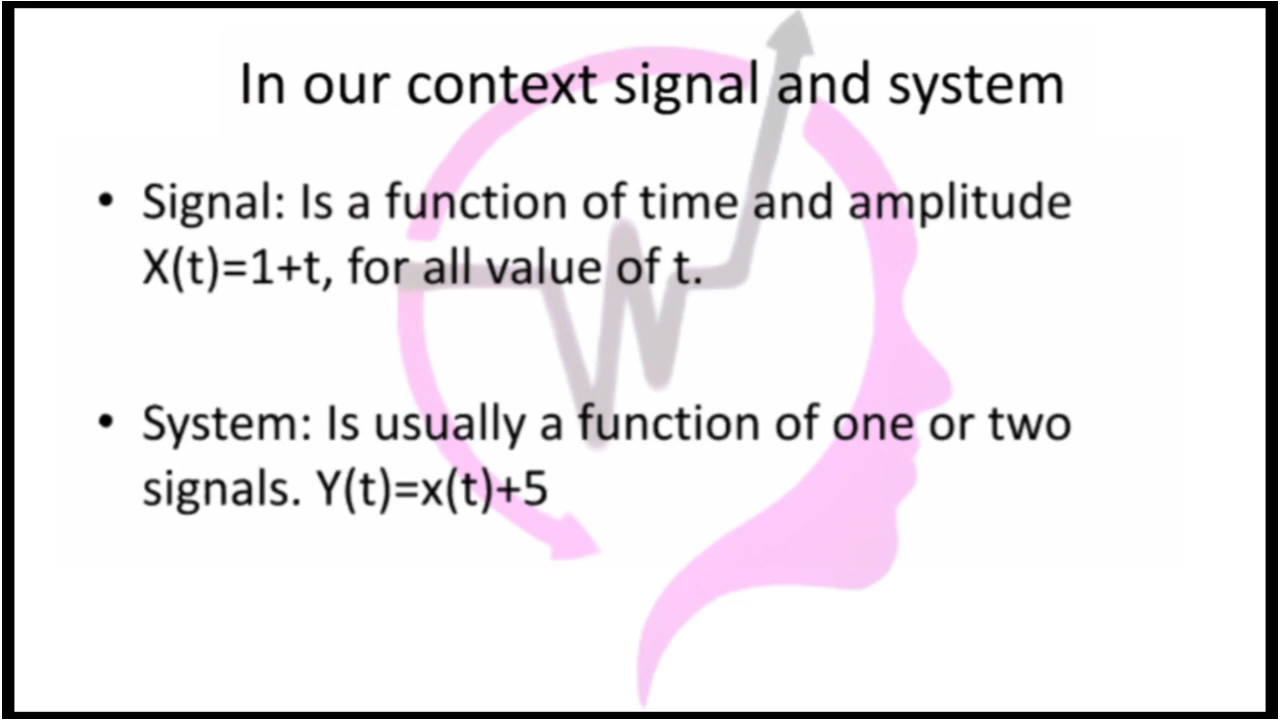 In our context signal and system
• Signal: Is a function of time and amplitude
X(t)=1+t, for all value of t.
• System: Is usually a function of one or two
signals. Y(t)=x(t)+5